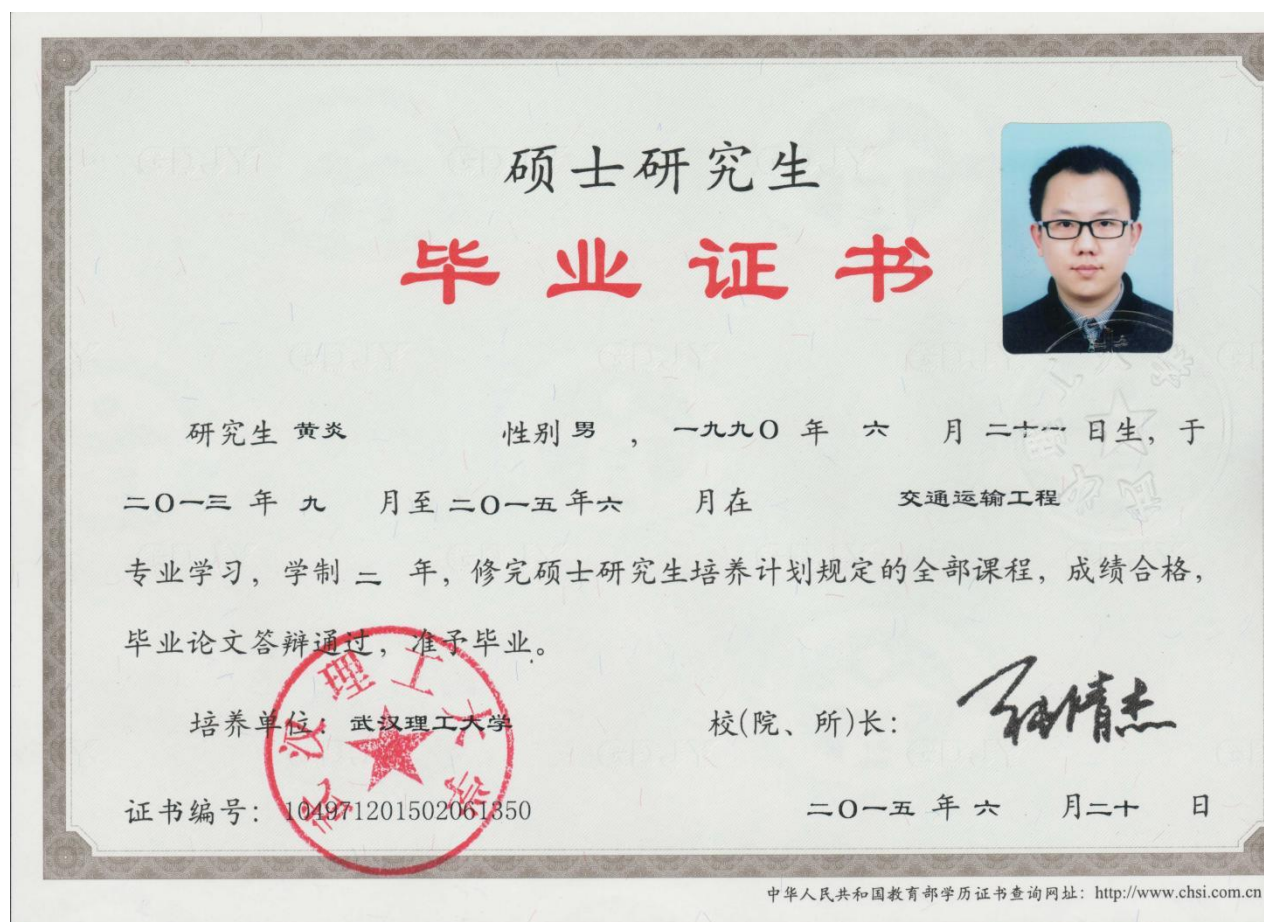 硕士研究生
毕业证书
研究生 黄炎 性别 男 ， 一九九〇 年 六 月 二十一 日生，于
二〇一三 年 九 月至 二〇一五 年 六 月在 交通运输工程
专业学习，学制 二 年，修完硕士研究生培养计划规定的全部课程，成绩合格，
毕业论文答辩通过，准予毕业。
培养单位：武汉理工大学 校(院、所)长：
武汉理工大学
证书编号：104971201502061350 二〇一五 年 六 月 二十 日
中华人民共和国教育部学历证书查询网址：http://www.chsi.com.cn